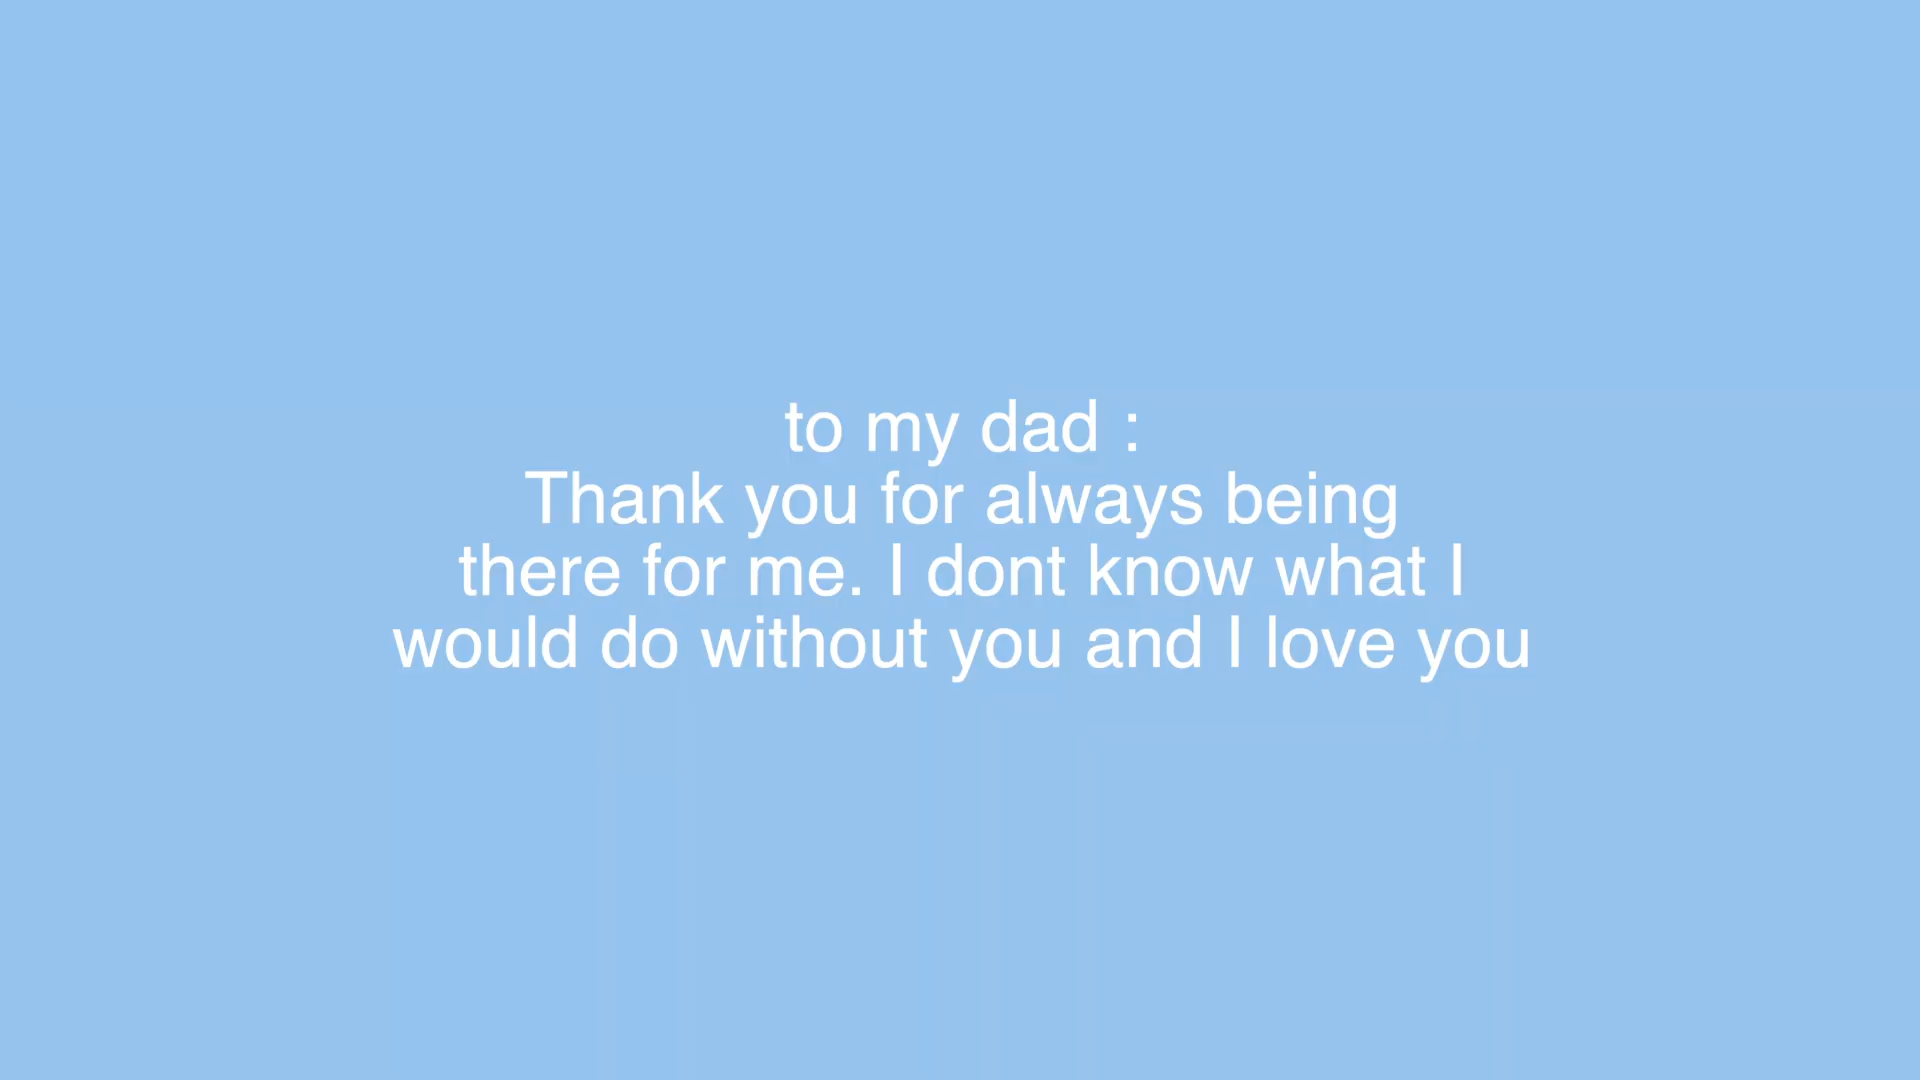 to my dad :
Thank you for always being
there for me. I dont know what I
would do without you and I love you